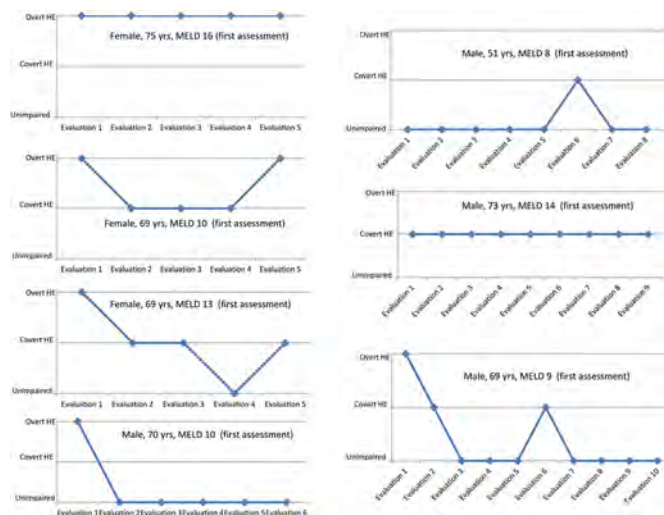 Overt HE
Female, 75 yrs, MELD 16 (first assessment)
Covert HE
Unimpaired
Evaluation 1 Evaluation 2 Evaluation 3 Evaluation 4 Evaluation 5
Overt HE
Covert HE
Female, 69 yrs, MELD 10 (first assessment)
Unimpaired
Evaluation 1 Evaluation 2 Evaluation 3 Evaluation 4 Evaluation 5
Overt HE
Female, 69 yrs, MELD 13 (first assessment)
Covert HE
Unimpaired
Evaluation 1 Evaluation 2 Evaluation 3 Evaluation 4 Evaluation 5
Overt HE
Male, 70 yrs, MELD 10 (first assessment)
Covert HE
Unimpaired
Evaluation 1 Evaluation 2 Evaluation 3 Evaluation 4 Evaluation 5 Evaluation 6
Overt HE
Male, 51 yrs, MELD 8 (first assessment)
Covert HE
Unimpaired
Evaluation 1 Evaluation 2 Evaluation 3 Evaluation 4 Evaluation 5 Evaluation 6 Evaluation 7 Evaluation 8
Overt HE
Male, 73 yrs, MELD 14 (first assessment)
Covert HE
Unimpaired
Evaluation 1 Evaluation 2 Evaluation 3 Evaluation 4 Evaluation 5 Evaluation 6 Evaluation 7 Evaluation 8 Evaluation 9
Overt HE
Male, 69 yrs, MELD 9 (first assessment)
Covert HE
Unimpaired
Evaluation 1 Evaluation 2 Evaluation 3 Evaluation 4 Evaluation 5 Evaluation 6 Evaluation 7 Evaluation 8 Evaluation 9 Evaluation 10